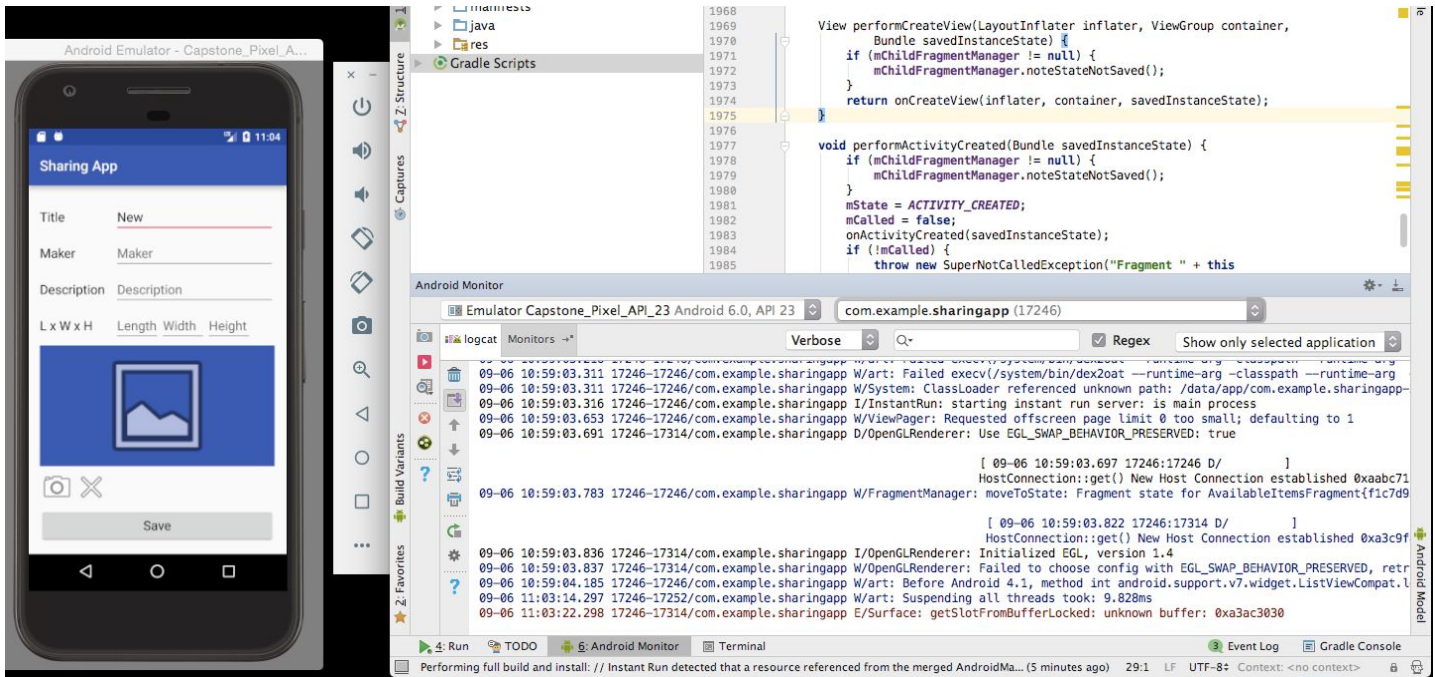 Android Emulator - Capstone_Pixel_A...
11:04
Sharing App
Title New
Maker Maker
Description Description
L x W x H Length Width Height
Save
manifests
java
res
Gradle Scripts
Z: Structure
Captures
Build Variants
2: Favorites
1968
1969 View performCreateView(LayoutInflater inflater, ViewGroup container,
1970 Bundle savedInstanceState) {
1971 if (mChildFragmentManager != null) {
1972 mChildFragmentManager.noteStateNotSaved();
1973 }
1974 return onCreateView(inflater, container, savedInstanceState);
1975 }
1976
1977 void performActivityCreated(Bundle savedInstanceState) {
1978 if (mChildFragmentManager != null) {
1979 mChildFragmentManager.noteStateNotSaved();
1980 }
1981 mState = ACTIVITY_CREATED;
1982 mCalled = false;
1983 onActivityCreated(savedInstanceState);
1984 if (!mCalled) {
1985 throw new SuperNotCalledException("Fragment " + this
Android Monitor
Emulator Capstone_Pixel_API_23 Android 6.0, API 23 com.example.sharingapp (17246)
logcat Monitors Verbose Regex Show only selected application
09-06 10:59:03.311 17246-17246/com.example.sharingapp W/art: Failed execv(/system/bin/dex2oat --runtime-arg -classpath --runtime-arg
09-06 10:59:03.311 17246-17246/com.example.sharingapp W/System: ClassLoader referenced unknown path: /data/app/com.example.sharingapp-
09-06 10:59:03.316 17246-17246/com.example.sharingapp I/InstantRun: starting instant run server: is main process
09-06 10:59:03.653 17246-17246/com.example.sharingapp W/ViewPager: Requested offscreen page limit 0 too small; defaulting to 1
09-06 10:59:03.691 17246-17314/com.example.sharingapp D/OpenGLRenderer: Use EGL_SWAP_BEHAVIOR_PRESERVED: true
[ 09-06 10:59:03.697 17246:17246 D/ ]
HostConnection::get() New Host Connection established 0xaabc71
09-06 10:59:03.783 17246-17246/com.example.sharingapp W/FragmentManager: moveToState: Fragment state for AvailableItemsFragment{f1c7d9
[ 09-06 10:59:03.822 17246:17314 D/ ]
HostConnection::get() New Host Connection established 0xa3c9f
09-06 10:59:03.836 17246-17314/com.example.sharingapp I/OpenGLRenderer: Initialized EGL, version 1.4
09-06 10:59:03.837 17246-17314/com.example.sharingapp W/OpenGLRenderer: Failed to choose config with EGL_SWAP_BEHAVIOR_PRESERVED, retr
09-06 10:59:04.185 17246-17246/com.example.sharingapp W/art: Before Android 4.1, method int android.support.v7.widget.ListViewCompat.l
09-06 11:03:14.297 17246-17252/com.example.sharingapp W/art: Suspending all threads took: 9.828ms
09-06 11:03:22.298 17246-17314/com.example.sharingapp E/Surface: getSlotFromBufferLocked: unknown buffer: 0xa3ac3030
Android Model
4: Run TODO 6: Android Monitor Terminal 3 Event Log Gradle Console
Performing full build and install: // Instant Run detected that a resource referenced from the merged AndroidMa... (5 minutes ago) 29:1 LF UTF-8 Context: <no context>